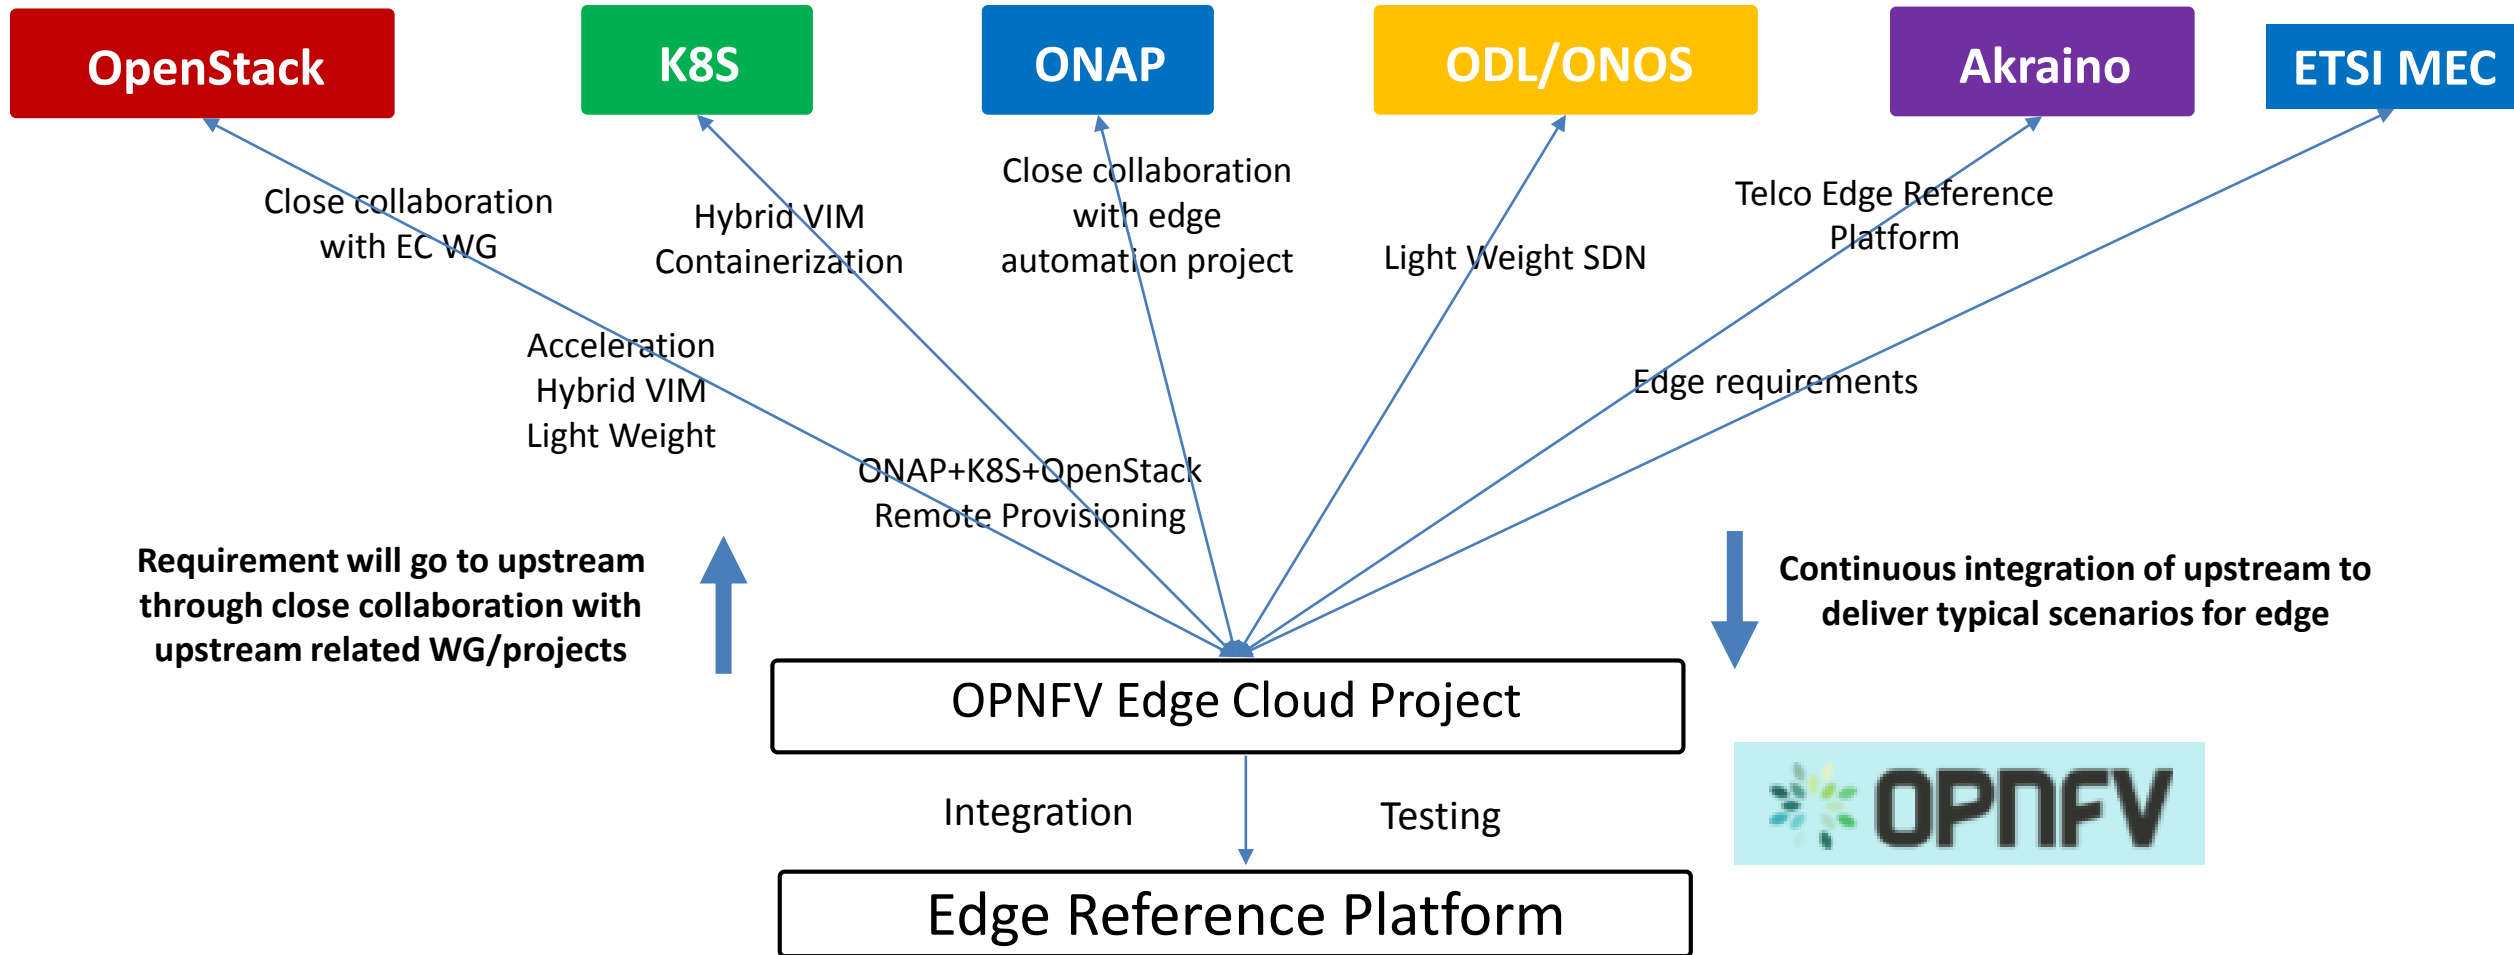 OpenStack
K8S
ONAP
ODL/ONOS
Akraino
ETSI MEC
Close collaboration
with EC WG
Hybrid VIM
Containerization
Close collaboration
with edge
automation project
Light Weight SDN
Telco Edge Reference
Platform
Acceleration
Hybrid VIM
Light Weight
Edge requirements
ONAP+K8S+OpenStack
Remote Provisioning
Requirement will go to upstream
through close collaboration with
upstream related WG/projects
Continuous integration of upstream to
deliver typical scenarios for edge
OPNFV Edge Cloud Project
Integration
Testing
OPNFV
Edge Reference Platform